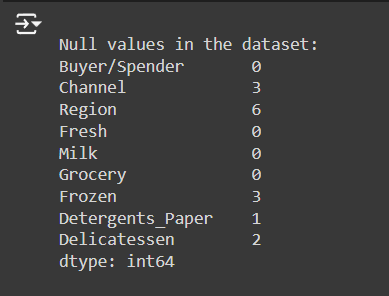 Null values in the dataset:
Buyer/Spender 0
Channel 3
Region 6
Fresh 0
Milk 0
Grocery 0
Frozen 3
Detergents_Paper 1
Delicatessen 2
dtype: int64